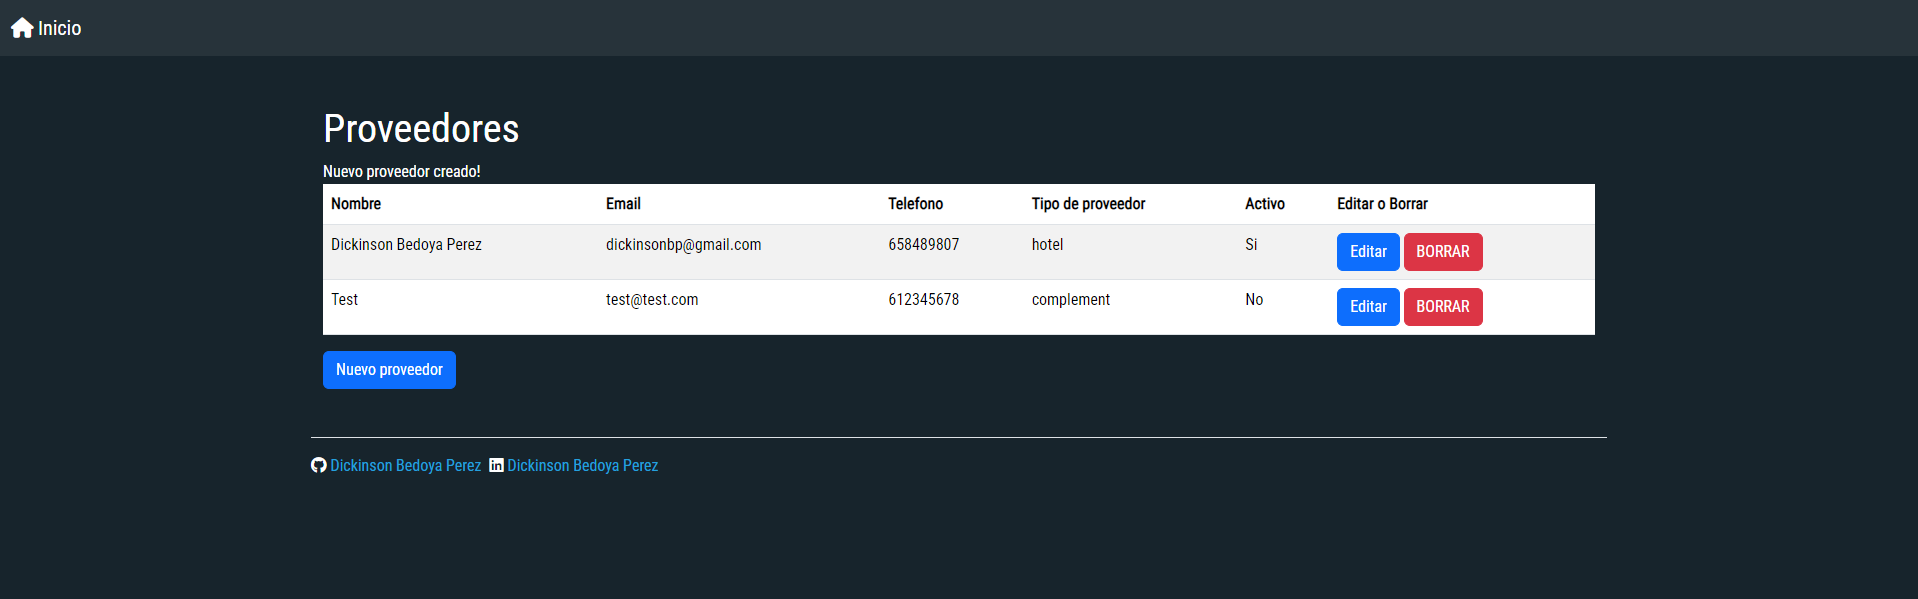 Inicio
Proveedores
Nuevo proveedor creado!
Nombre Email Telefono Tipo de proveedor Activo Editar o Borrar
Dickinson Bedoya Perez dickinsonbp@gmail.com 658489807 hotel Si Editar BORRAR
Test test@test.com 612345678 complement No Editar BORRAR
Nuevo proveedor
Dickinson Bedoya Perez in Dickinson Bedoya Perez